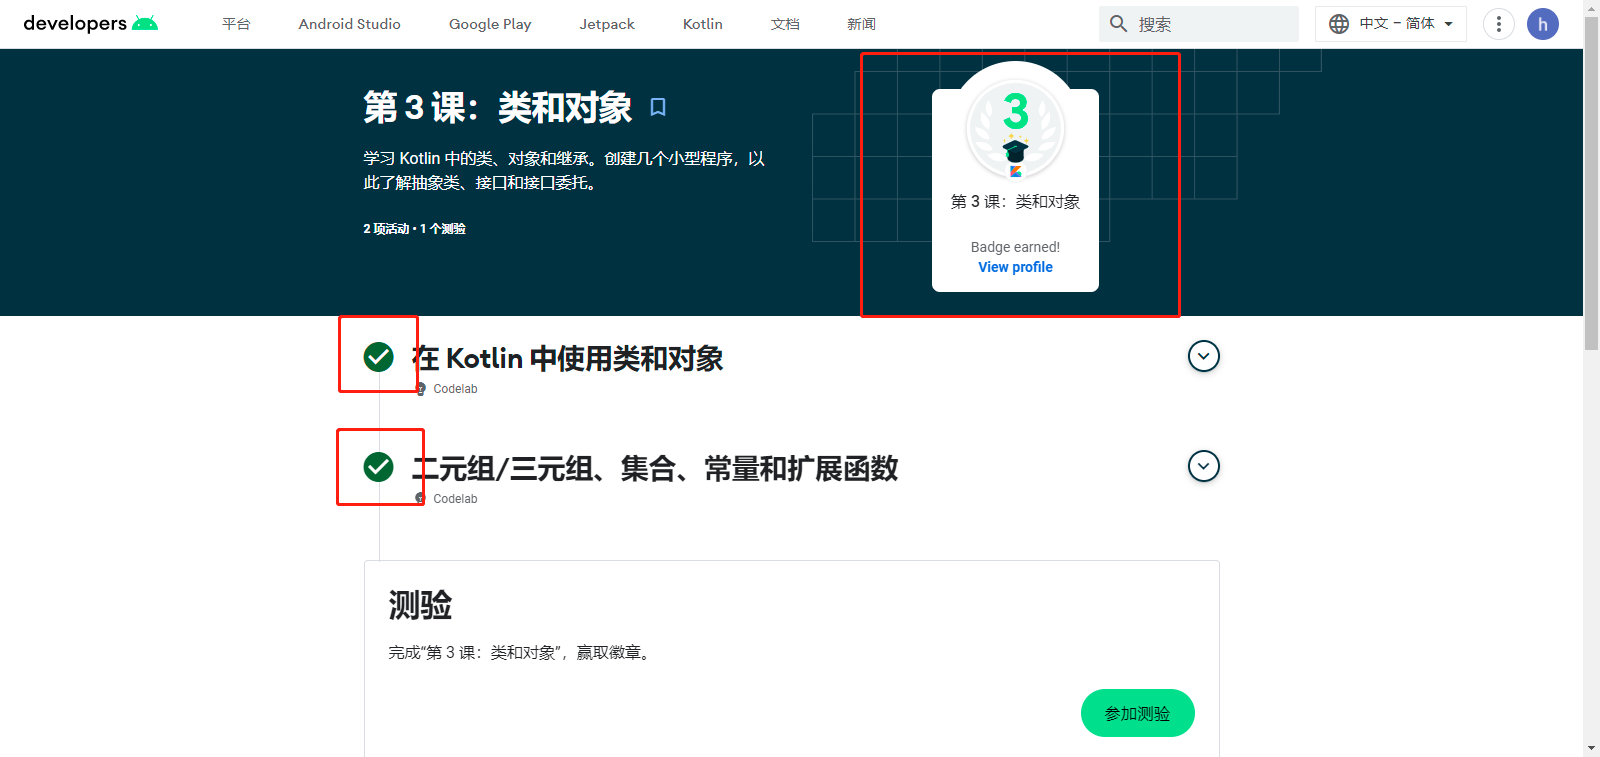 developers
平台 Android Studio Google Play Jetpack Kotlin 文档 新闻
搜索
中文 – 简体
h
第 3 课：类和对象
学习 Kotlin 中的类、对象和继承。创建几个小型程序，以
此了解抽象类、接口和接口委托。
2 项活动 • 1 个测验
3
第 3 课：类和对象
Badge earned!
View profile
在 Kotlin 中使用类和对象
Codelab
二元组/三元组、集合、常量和扩展函数
Codelab
测验
完成“第 3 课：类和对象”，赢取徽章。
参加测验